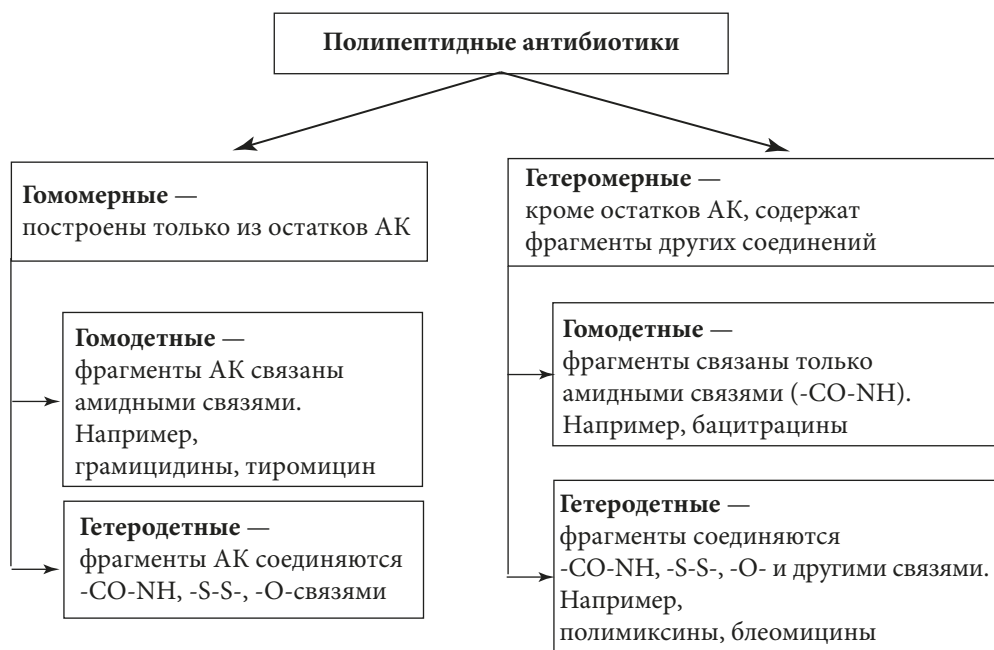 Полипептидные антибиотики
Гомомерные —
построены только из остатков АК
Гомодетные —
фрагменты АК связаны
амидными связями.
Например,
грамицидины, тиромицин
Гетеродетные —
фрагменты АК соединяются
-CO-NH, -S-S-, -O-связями
Гетеромерные —
кроме остатков АК, содержат
фрагменты других соединений
Гомодетные —
фрагменты связаны только
амидными связями (-CO-NH).
Например, бацитрацины
Гетеродетные —
фрагменты соединяются
-CO-NH, -S-S-, -O- и другими связями.
Например,
полимиксины, блеомицины